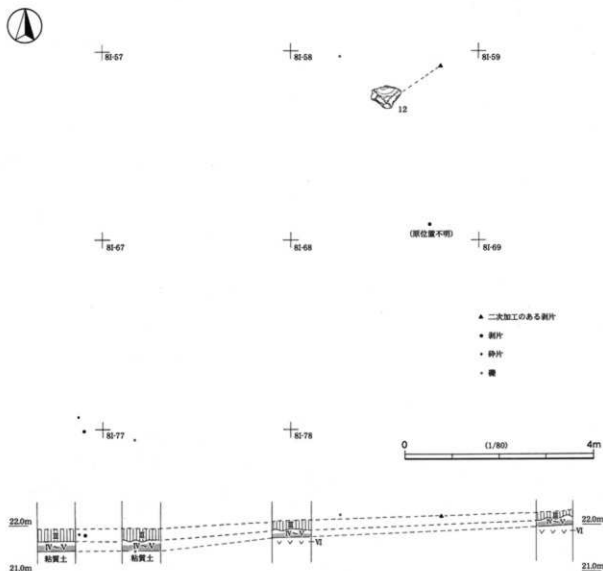 8I-57
8I-58
8I-59
12
(原位置不明)
8I-67
8I-68
8I-69
▲ 二次加工のある剥片
● 剥片
・ 砕片
・ 礫
8I-77
8I-78
0 (1/80) 4m
22.0m
III
IV～V
粘質土
III
IV～V
粘質土
III
IV～V
VI
III
IV～V
VI
22.0m
21.0m
21.0m